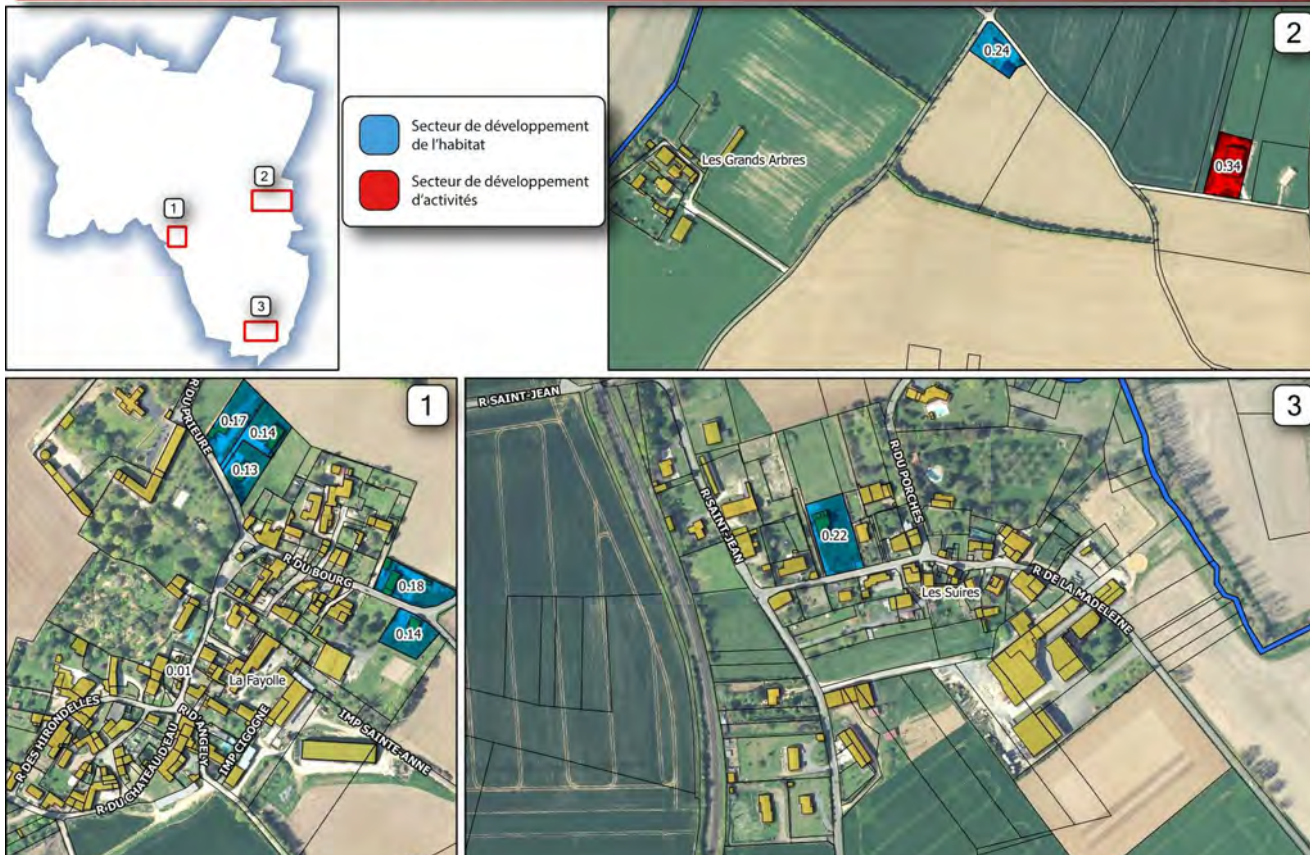 1
2
3
Secteur de développement
de l'habitat
Secteur de développement
d'activités
2
0.24
Les Grands Arbres
0.34
1
R DU PRIEURE
0.17
0.14
0.13
R DU BOURG
0.18
0.14
0.01
La Fayolle
R DES HIRONDELLES
R D'ANGERY
IMP CIGOGNE
IMP SAINTE-ANNE
R DU CHATEAU D'EAU
3
R SAINT-JEAN
R SAINT-JEAN
R DU PORCHES
0.22
Les Suires
R DE LA MADELEINE